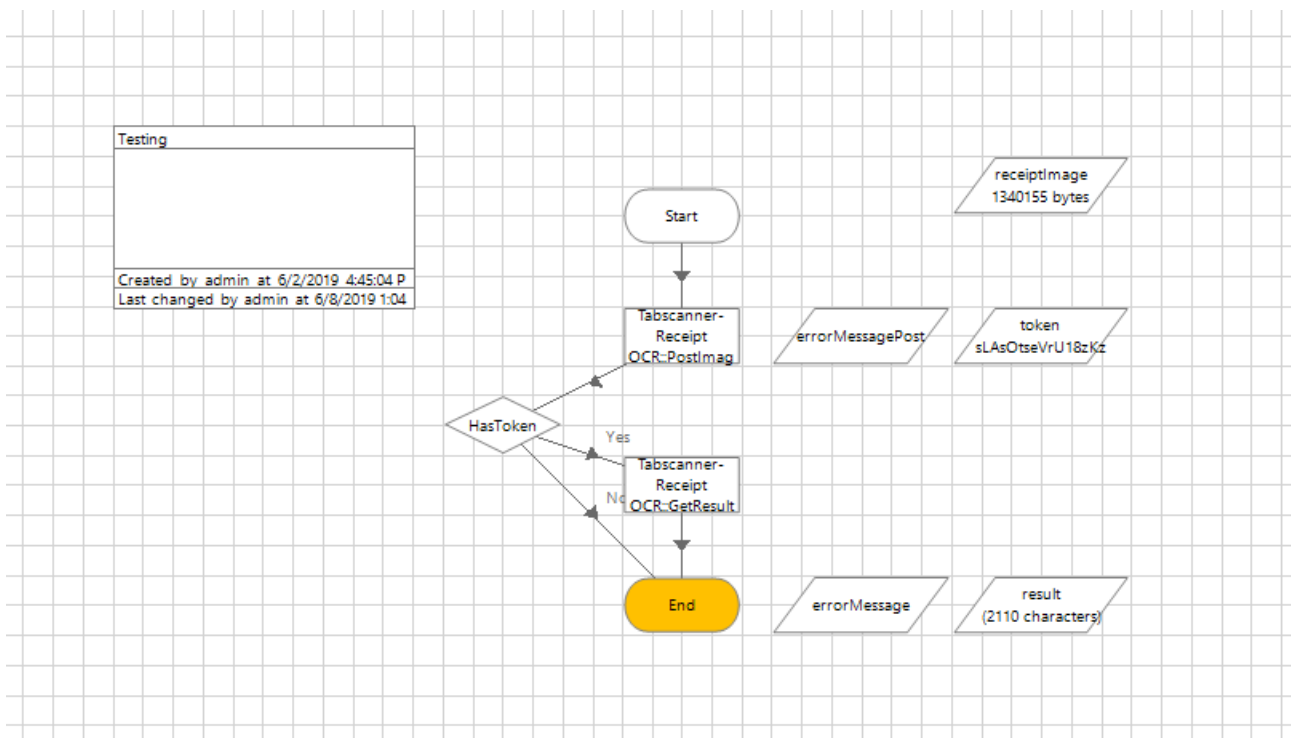 Testing
Created by admin at 6/2/2019 4:45:04 P
Last changed by admin at 6/8/2019 1:04
receiptImage
1340155 bytes
Start
Tabscanner-
Receipt
OCR::PostImag
errorMessagePost
token
sLAsOtseVrU18zKz
HasToken
Yes
No
Tabscanner-
Receipt
OCR::GetResult
End
errorMessage
result
(2110 characters)